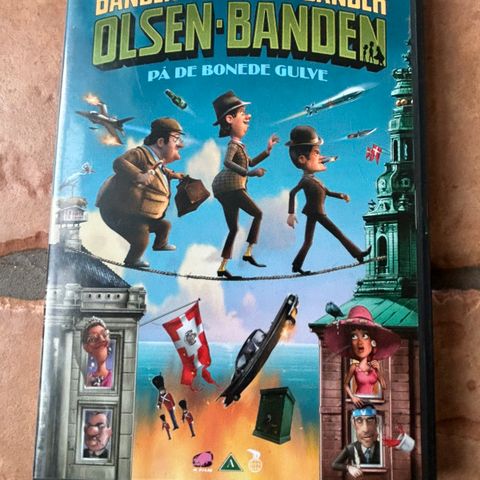 OLSEN-BANDEN
PÅ DE BONEDE GULVE
A